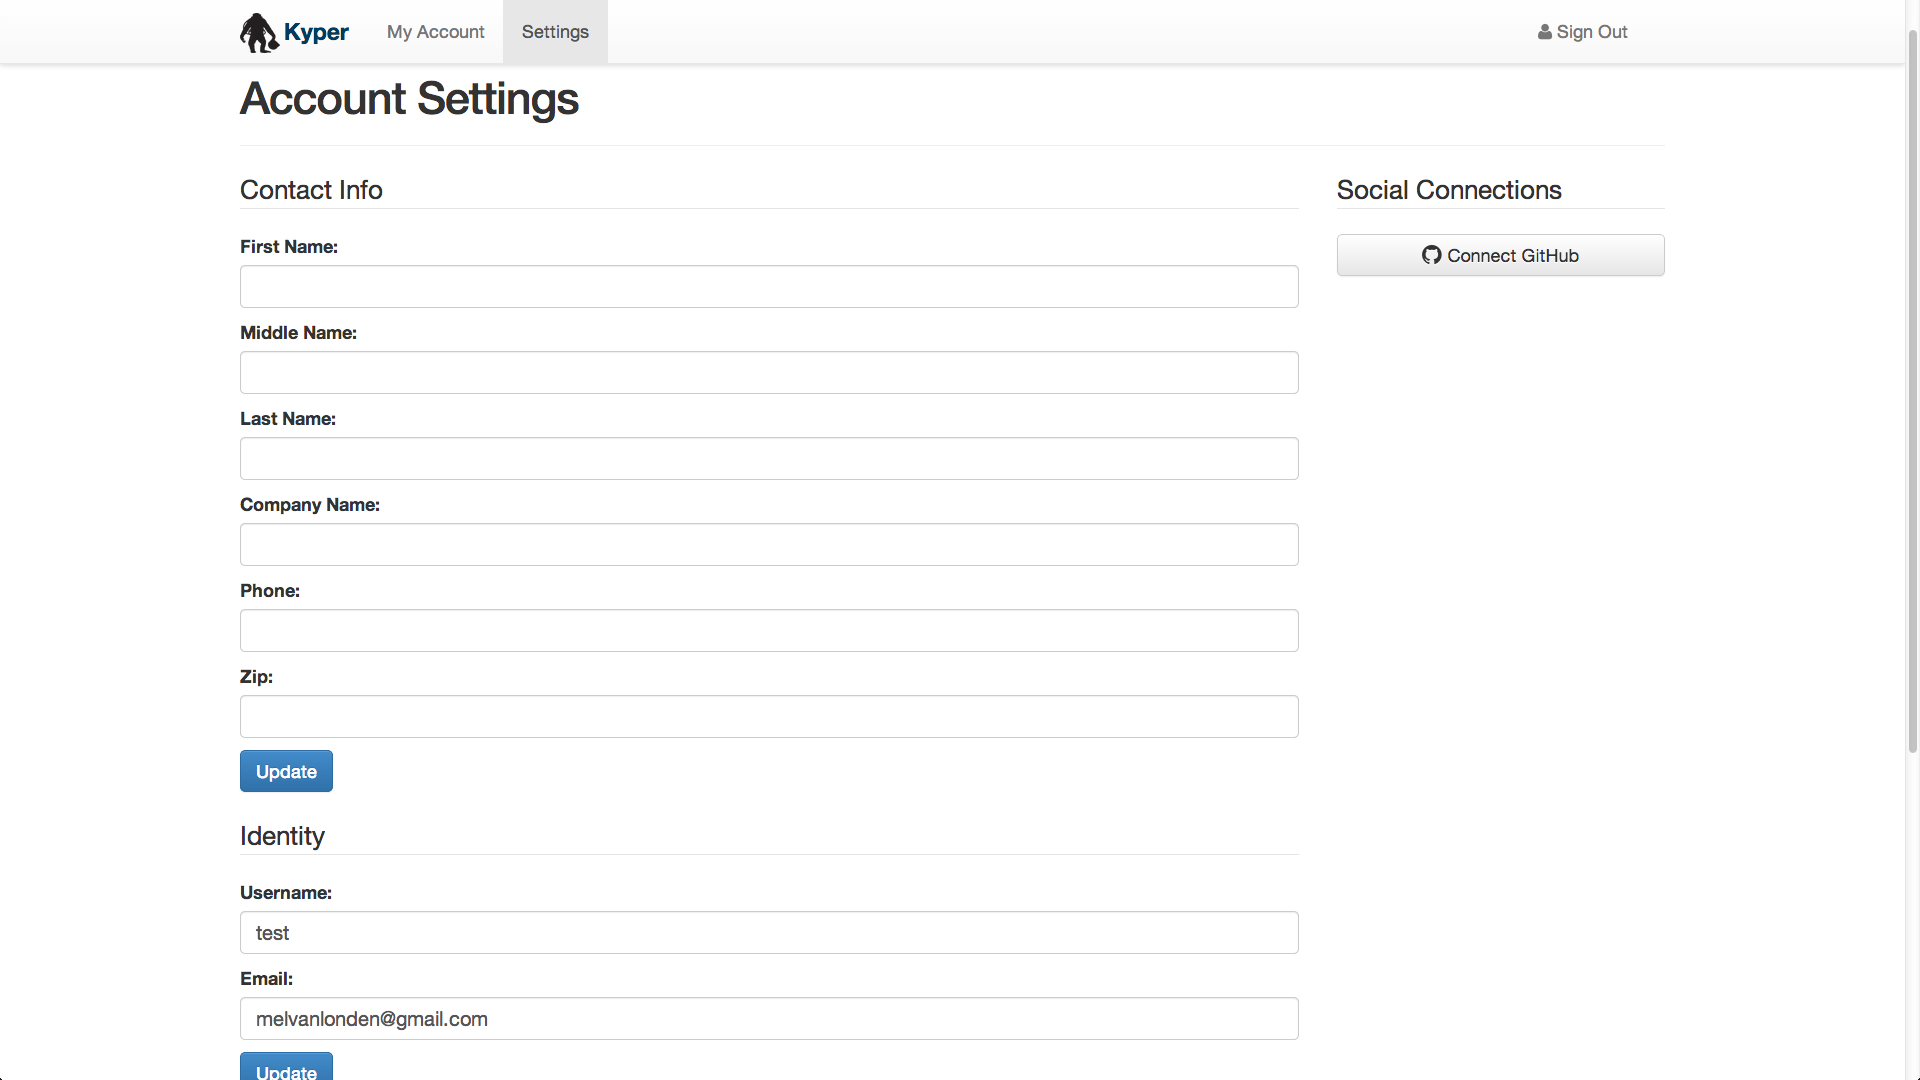 Kyper
My Account
Settings
Sign Out
Account Settings
Contact Info
Social Connections
First Name:
Connect GitHub
Middle Name:
Last Name:
Company Name:
Phone:
Zip:
Update
Identity
Username:
test
Email:
melvanlonden@gmail.com
Update